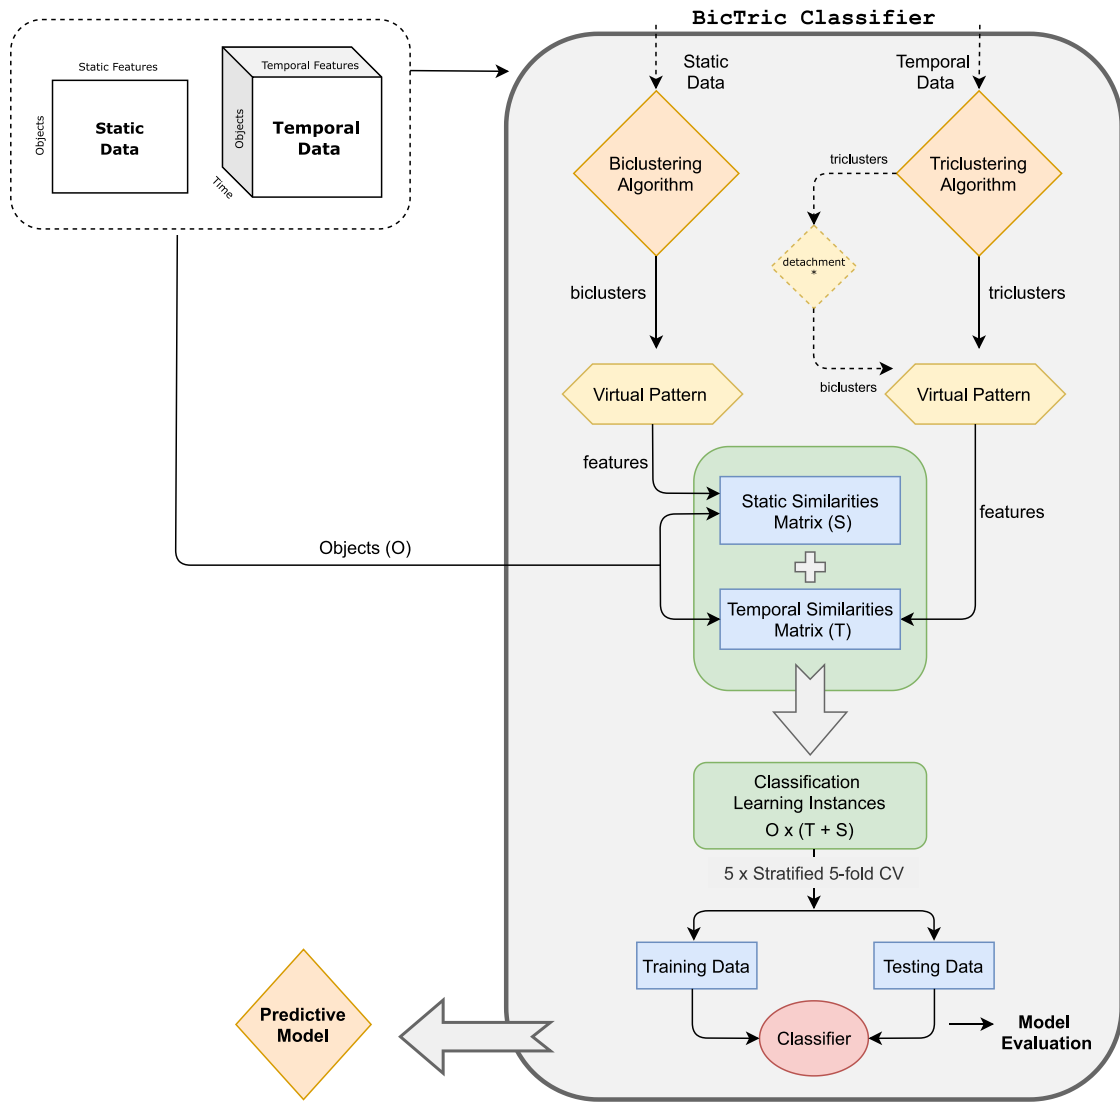 BicTric Classifier
Static Features
Temporal Features
Objects
Static
Data
Objects
Temporal
Data
Time
Static
Data
Temporal
Data
Biclustering
Algorithm
triclusters
Triclustering
Algorithm
detachment
*
biclusters
triclusters
biclusters
Virtual Pattern
Virtual Pattern
features
Static Similarities
Matrix (S)
features
Objects (O)
Temporal Similarities
Matrix (T)
Classification
Learning Instances
O x (T + S)
5 x Stratified 5-fold CV
Training Data
Testing Data
Predictive
Model
Classifier
Model
Evaluation